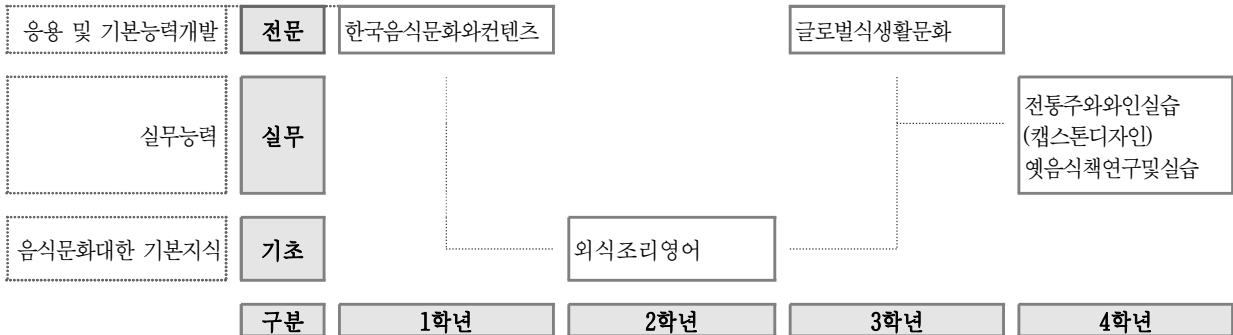 응용 및 기본능력개발 전문 한국음식문화와컨텐츠 글로벌식생활문화
실무능력 실무 전통주와와인실습
(캡스톤디자인)
옛음식책연구및실습
음식문화대한 기본지식 기초 외식조리영어
구분 1학년 2학년 3학년 4학년